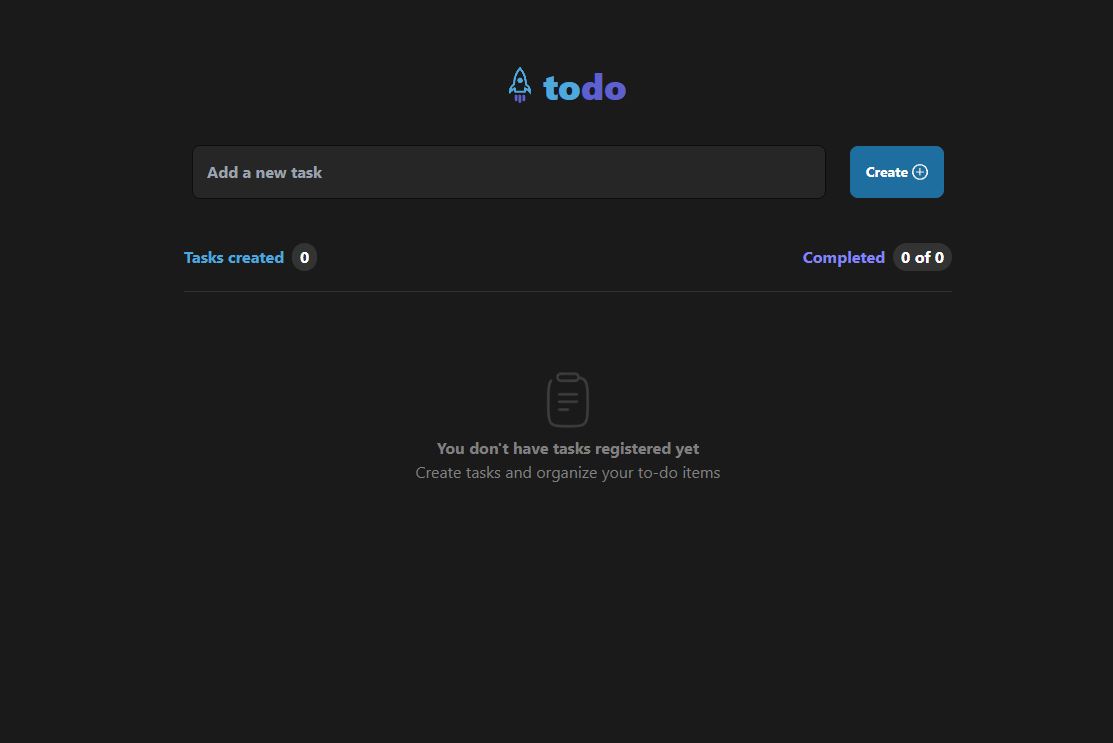 todo
Add a new task
Create
Tasks created 0
Completed 0 of 0
You don't have tasks registered yet
Create tasks and organize your to-do items